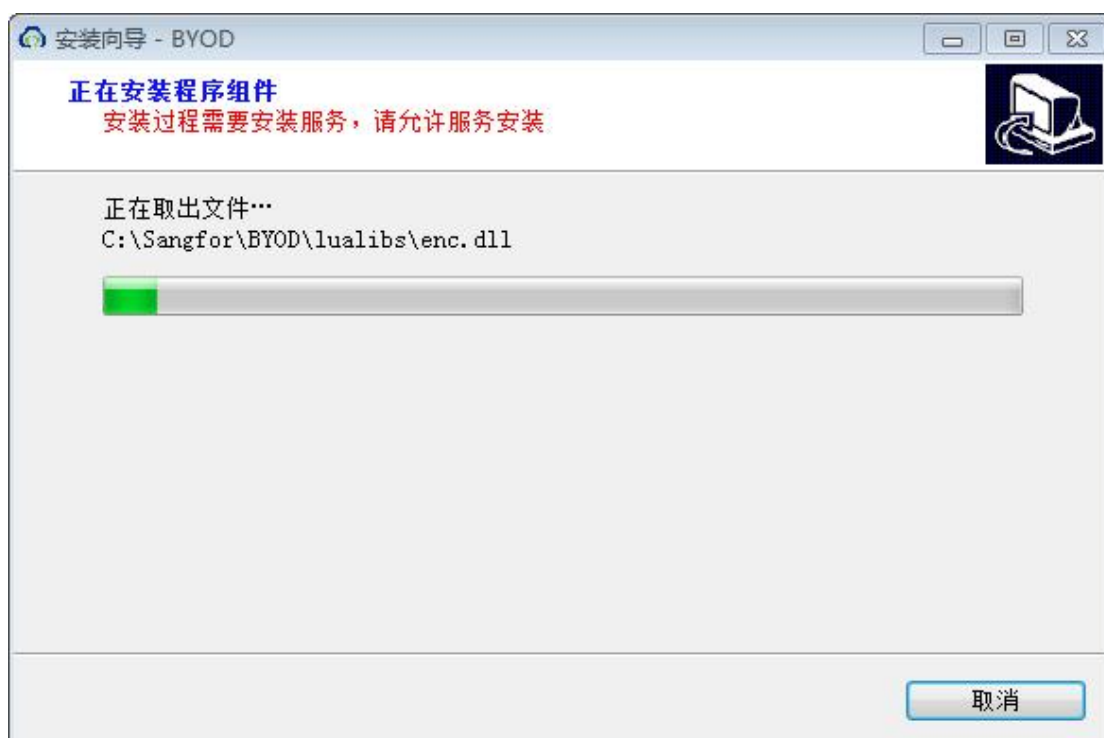 安装向导 - BYOD
正在安装程序组件
安装过程需要安装服务，请允许服务安装
正在取出文件…
C:\Sangfor\BYOD\lualibs\enc.dll
取消